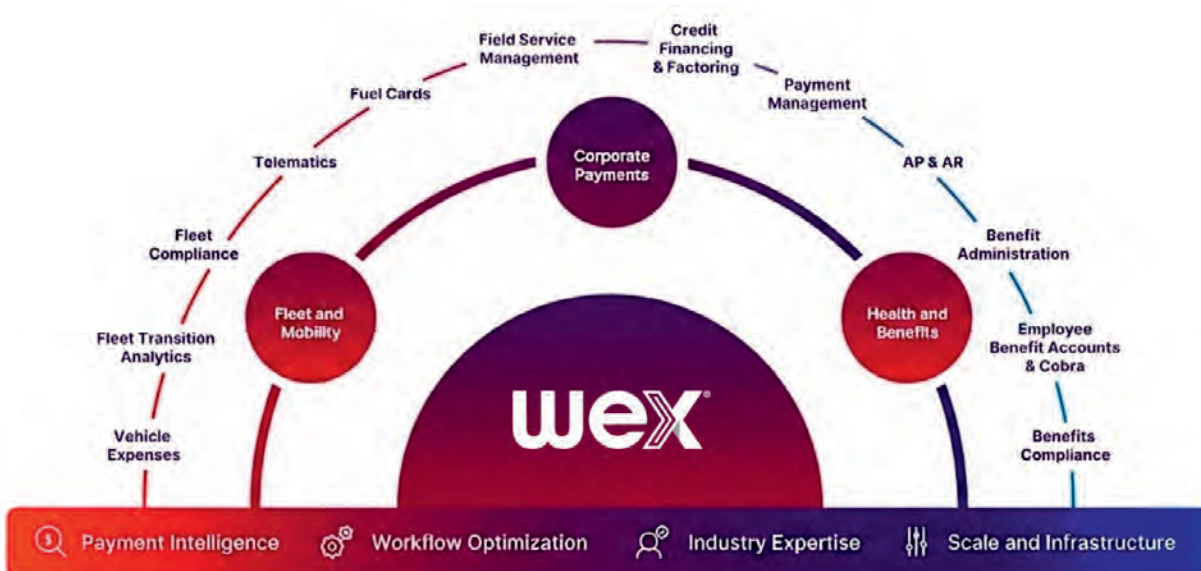 Field Service
Management
Credit
Financing
& Factoring
Fuel Cards
Payment
Management
Telematics
Corporate
Payments
AP & AR
Fleet
Compliance
Benefit
Administration
Fleet and
Mobility
Health and
Benefits
Fleet Transition
Analytics
Employee
Benefit Accounts
& Cobra
wex®
Vehicle
Expenses
Benefits
Compliance
$ Payment Intelligence
Workflow Optimization
Industry Expertise
Scale and Infrastructure